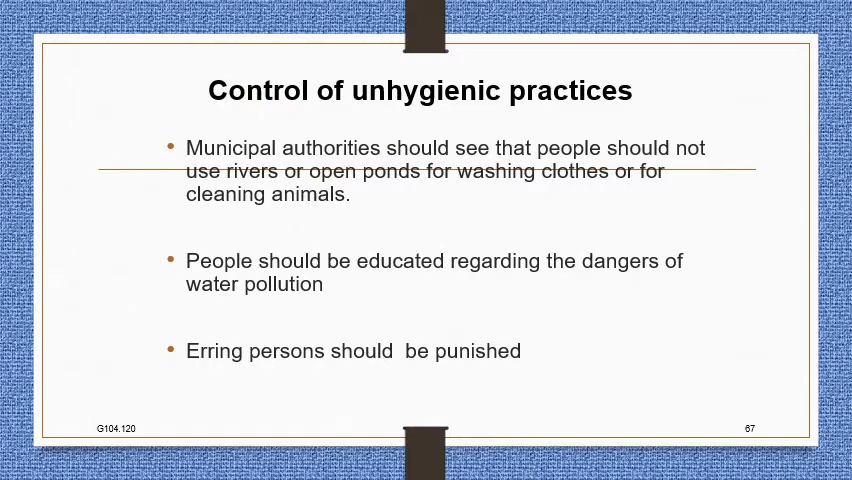 Control of unhygienic practices
• Municipal authorities should see that people should not
use rivers or open ponds for washing clothes or for
cleaning animals.
• People should be educated regarding the dangers of
water pollution
• Erring persons should  be punished
G104.120
67